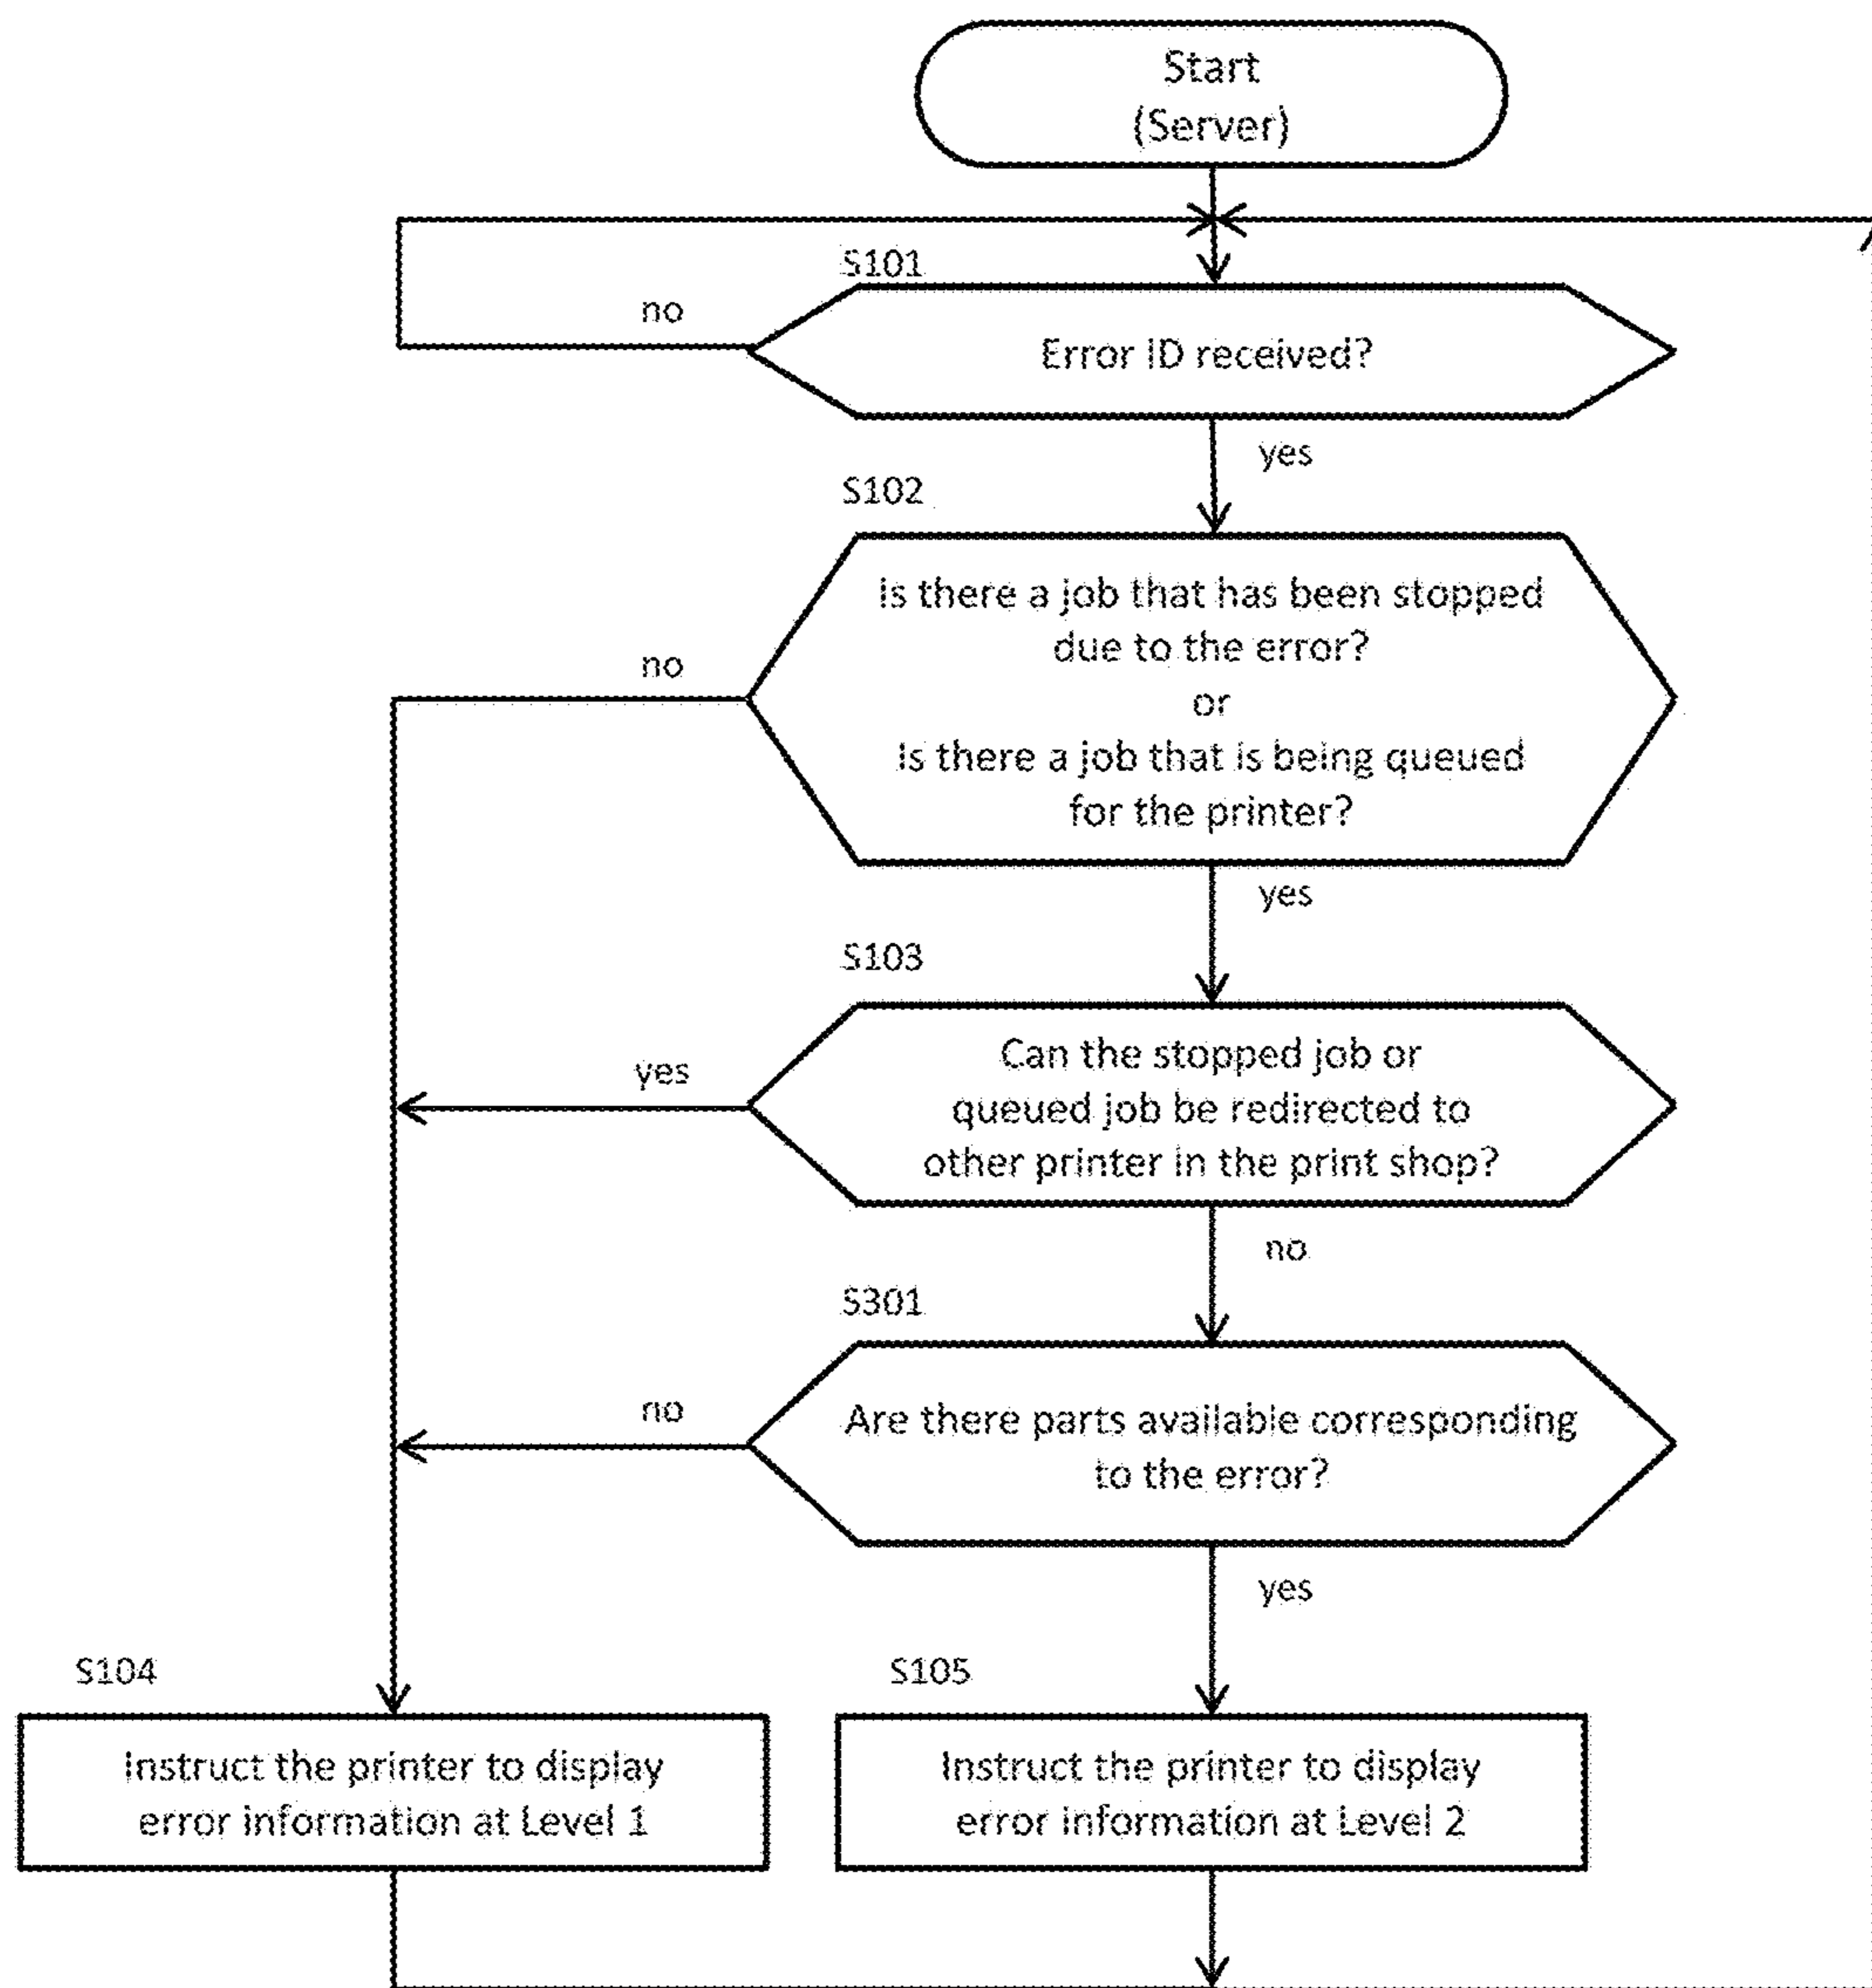 Start
(Server)
S101
no
Error ID received?
yes
S102
Is there a job that has been stopped
due to the error?
no
or
Is there a job that is being queued
for the printer?
yes
S103
Can the stopped job or
yes
queued job be redirected to
other printer in the print shop?
no
S301
no
Are there parts available corresponding
to the error?
yes
S104
S105
Instruct the printer to display
error information at Level 1
Instruct the printer to display
error information at Level 2